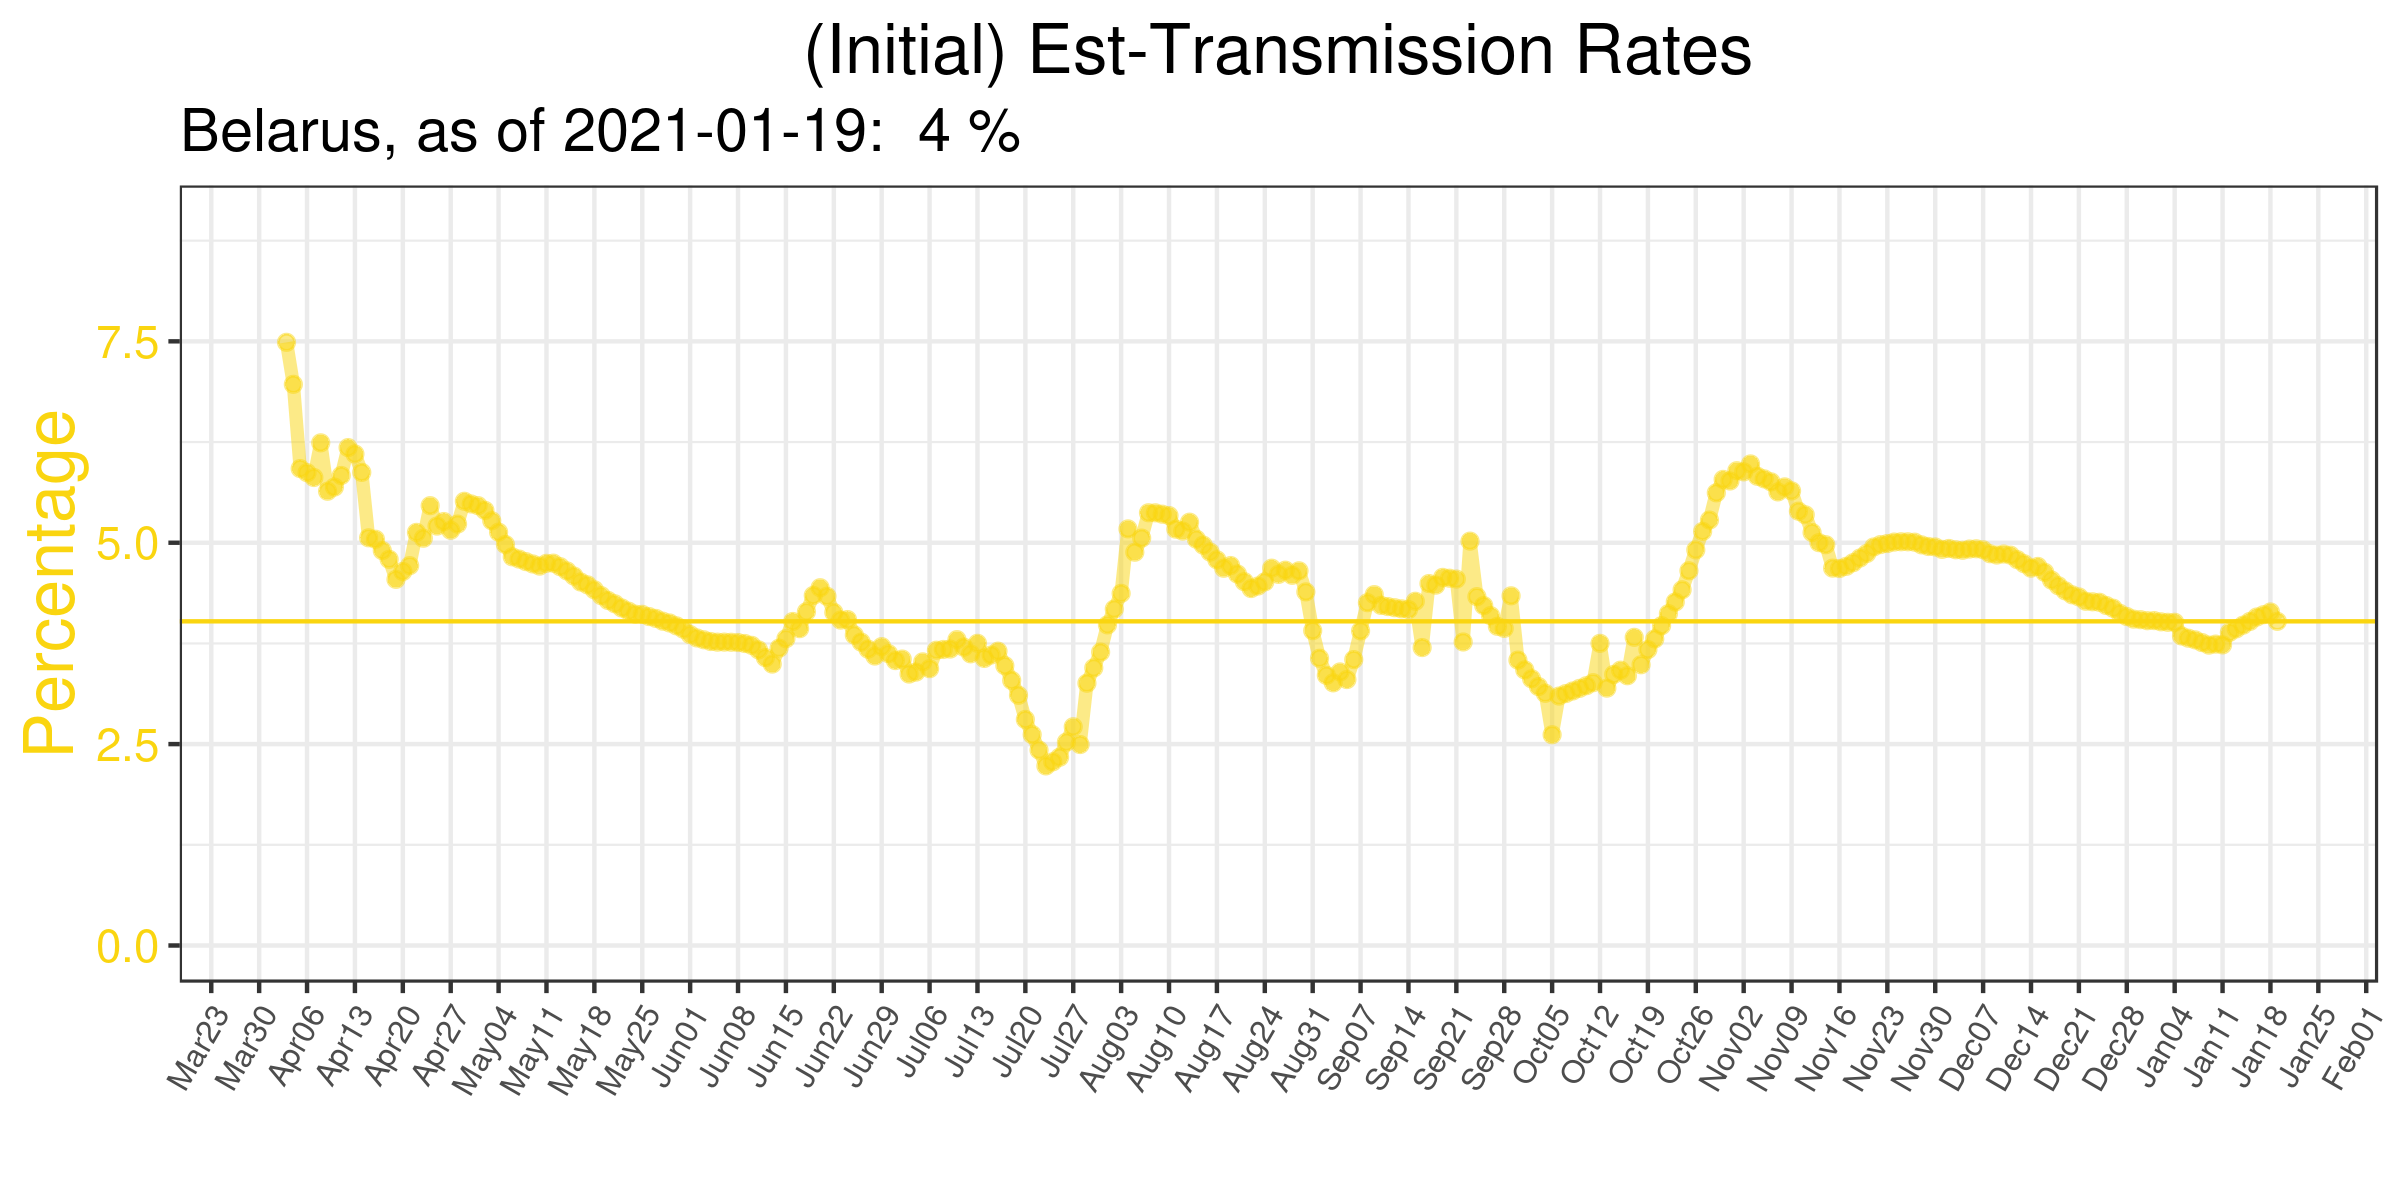 (Initial) Est-Transmission Rates
Belarus, as of 2021-01-19:  4 %
Percentage
7.5
5.0
2.5
0.0
Mar23 Mar30 Apr06 Apr13 Apr20 Apr27 May04 May11 May18 May25 Jun01 Jun08 Jun15 Jun22 Jun29 Jul06 Jul13 Jul20 Jul27 Aug03 Aug10 Aug17 Aug24 Aug31 Sep07 Sep14 Sep21 Sep28 Oct05 Oct12 Oct19 Oct26 Nov02 Nov09 Nov16 Nov23 Nov30 Dec07 Dec14 Dec21 Dec28 Jan04 Jan11 Jan18 Jan25 Feb01